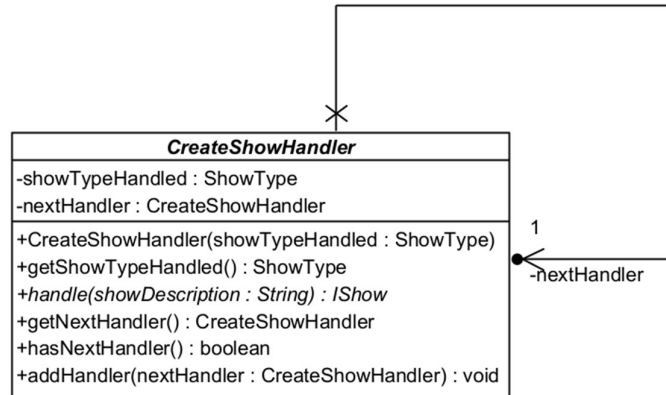 CreateShowHandler
-showTypeHandled : ShowType
-nextHandler : CreateShowHandler
+CreateShowHandler(showTypeHandled : ShowType)
+getShowTypeHandled() : ShowType
+handle(showDescription : String) : IShow
+getNextHandler() : CreateShowHandler
+hasNextHandler() : boolean
+addHandler(nextHandler : CreateShowHandler) : void
1
-nextHandler